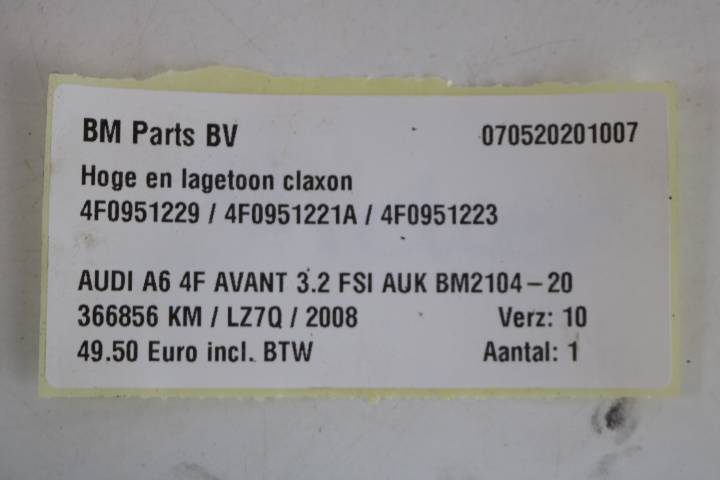 BM Parts BV 070520201007
Hoge en lagetoon claxon
4F0951229 / 4F0951221A / 4F0951223
AUDI A6 4F AVANT 3.2 FSI AUK BM2104-20
366856 KM / LZ7Q / 2008 Verz: 10
49.50 Euro incl. BTW Aantal: 1